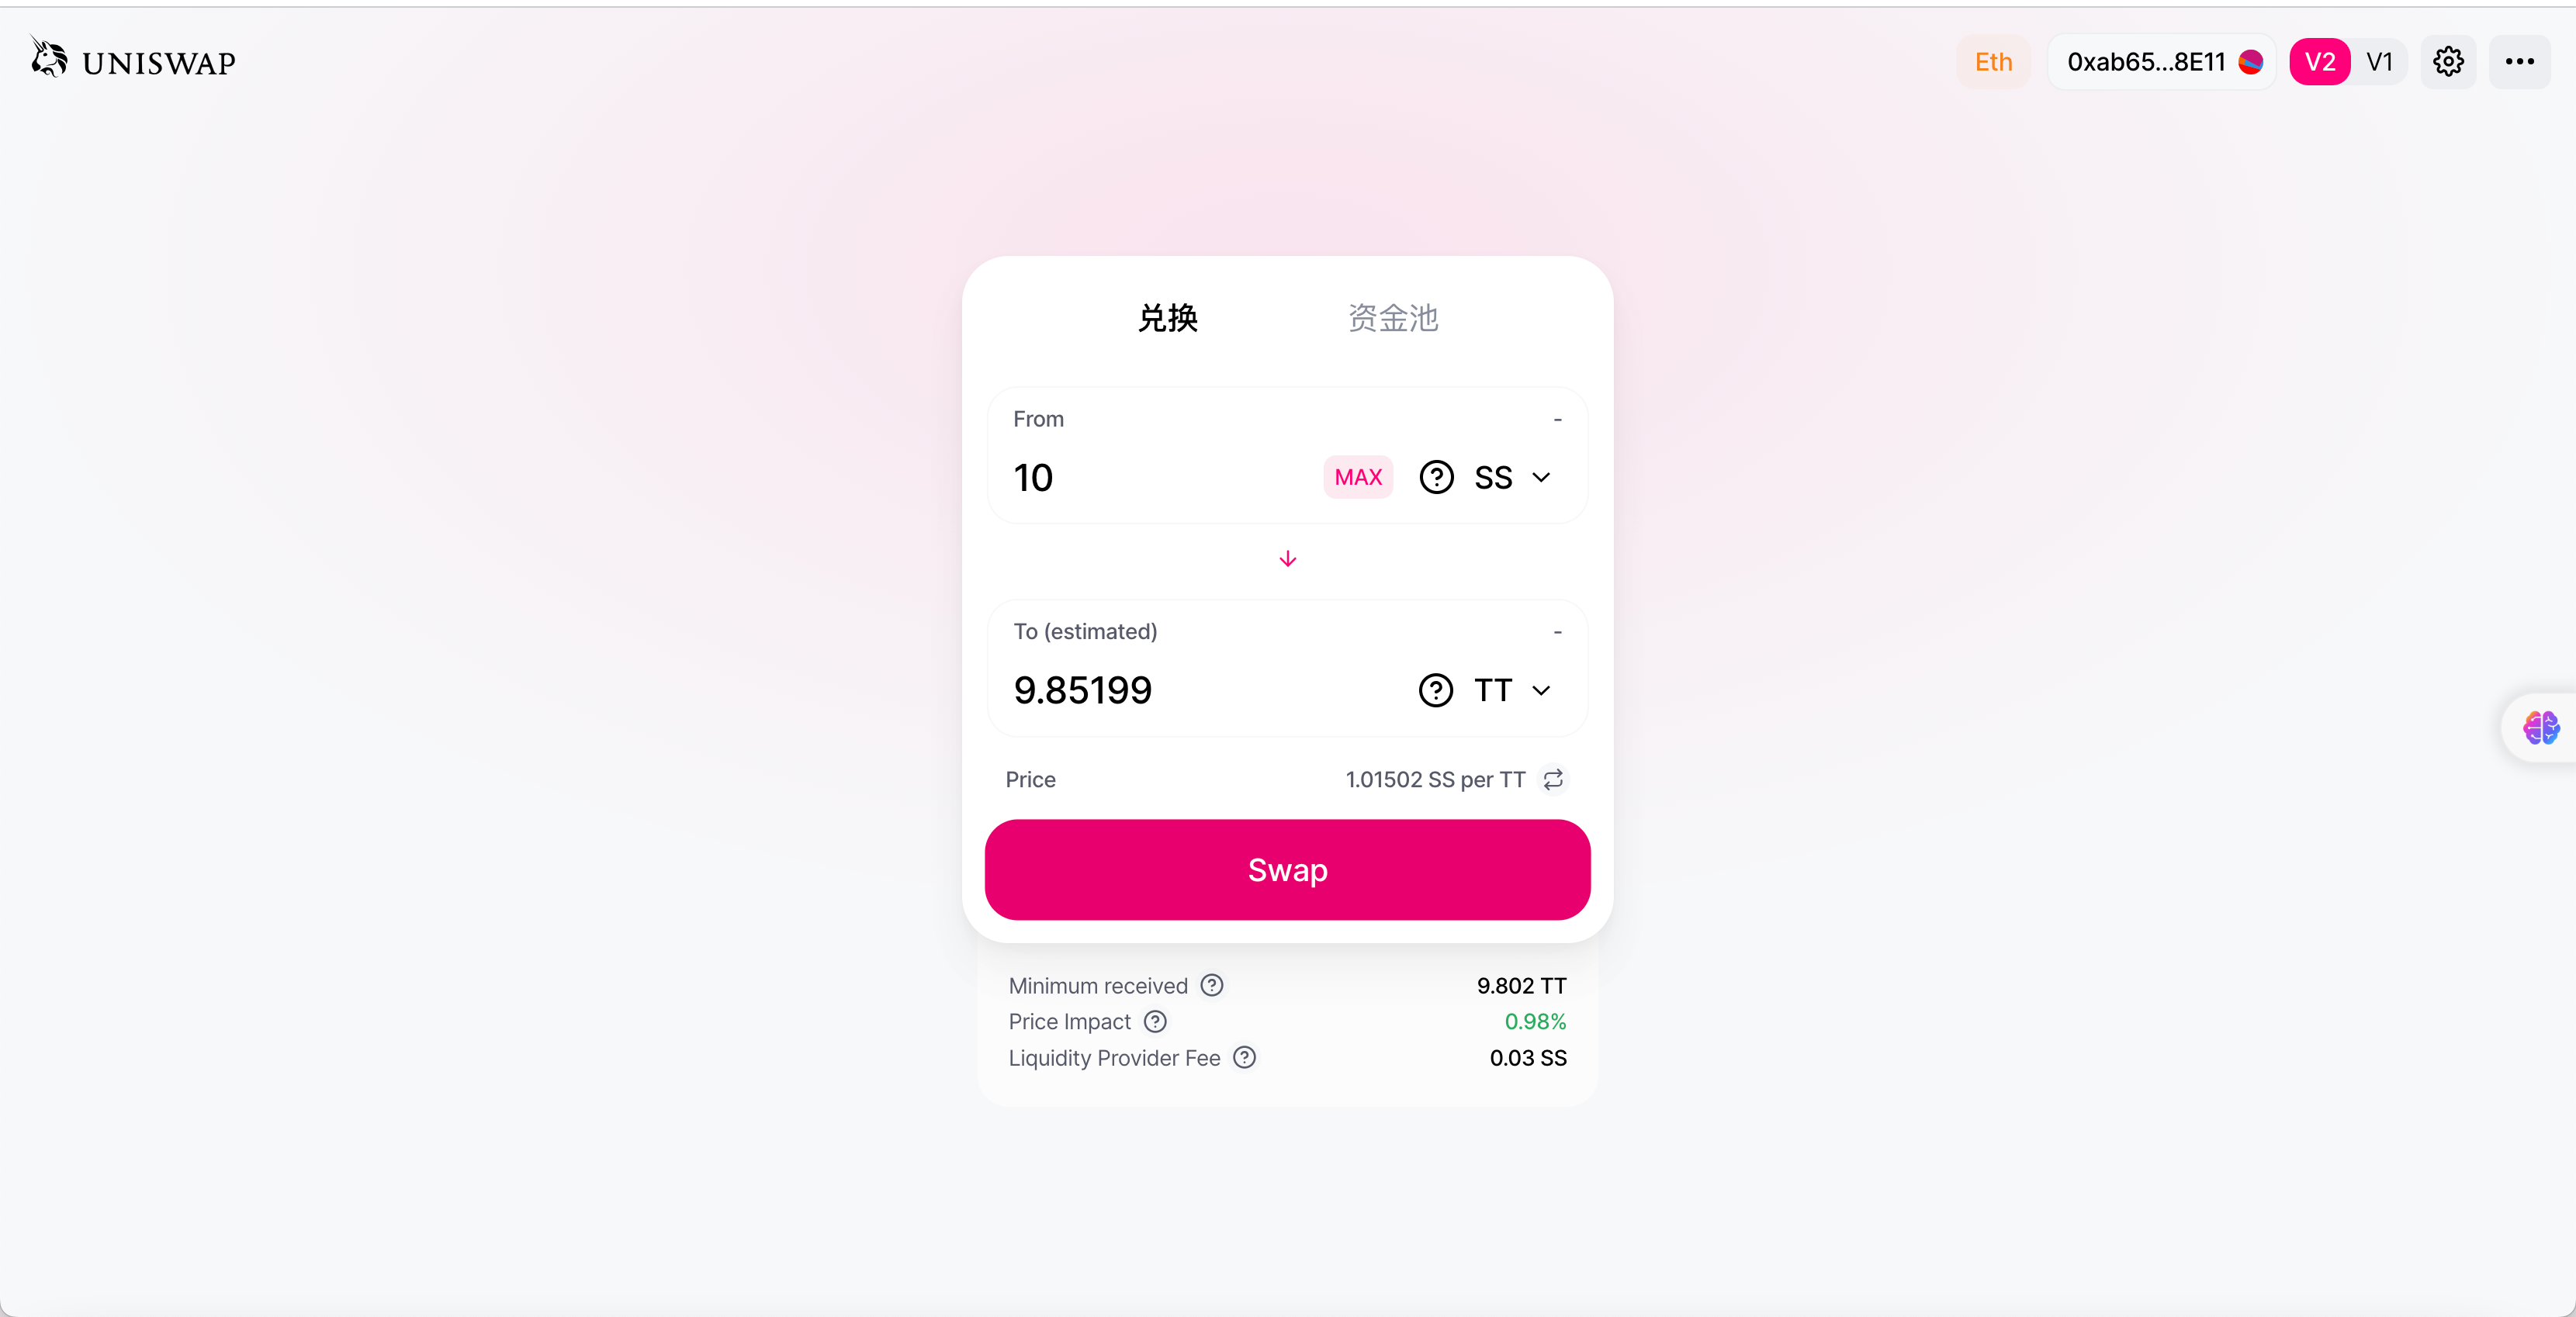 UNISWAP
Eth
0xab65...8E11
V2 V1
兑换 资金池
From -
10 MAX SS
To (estimated) -
9.85199 TT
Price 1.01502 SS per TT
Swap
Minimum received ? 9.802 TT
Price Impact ? 0.98%
Liquidity Provider Fee ? 0.03 SS